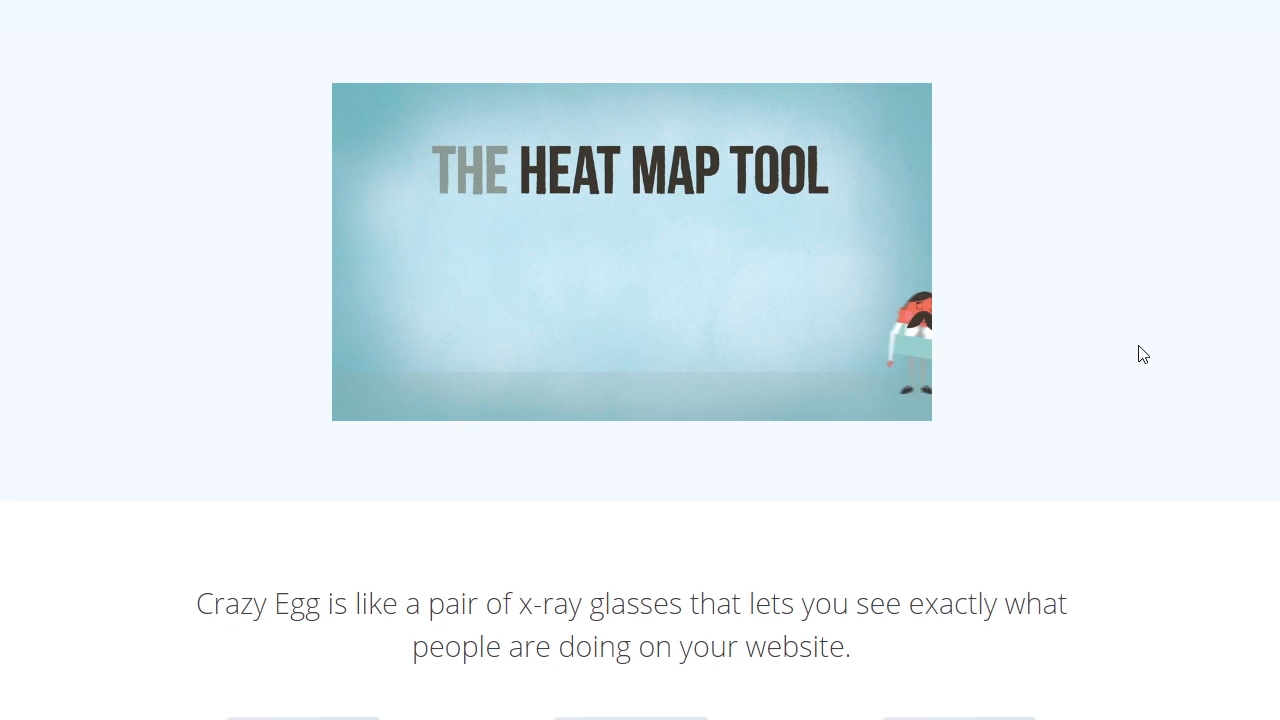 THE HEAT MAP TOOL
Crazy Egg is like a pair of x-ray glasses that lets you see exactly what
people are doing on your website.